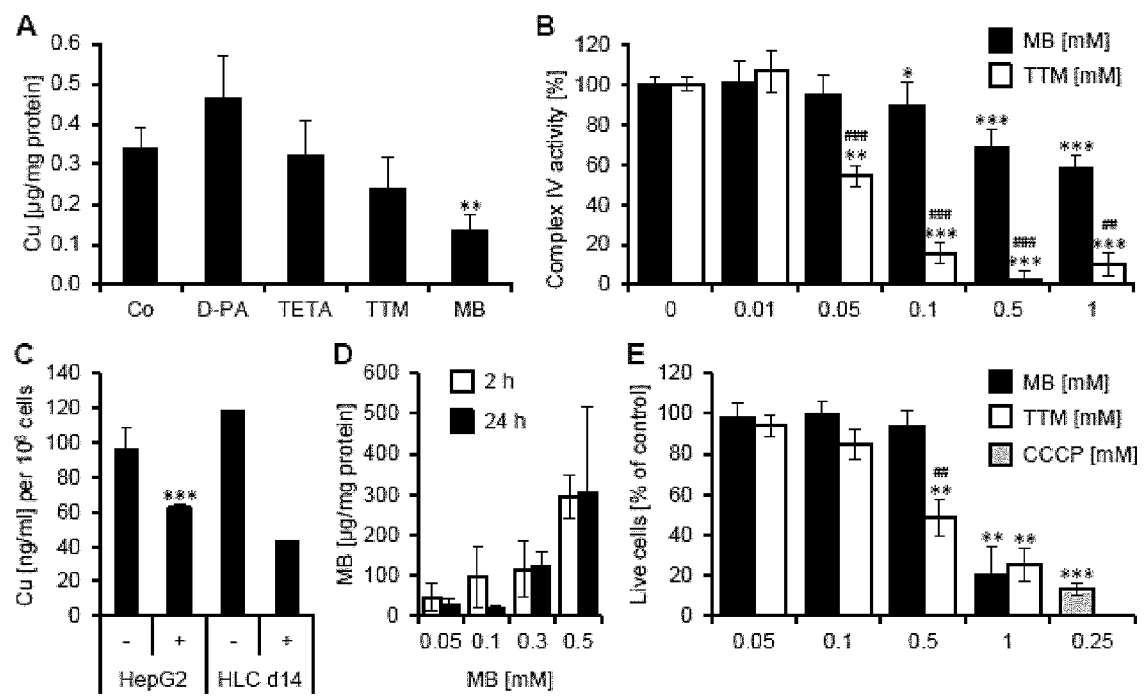 A
Cu [µg/mg protein]
0.6
0.5
0.4
0.3
0.2
0.1
0.0
**
Co D-PA TETA TTM MB
B
Complex IV activity [%]
120
100
80
60
40
20
0
MB [mM]
TTM [mM]
*
***
***
###
**
###
***
###
***
##
***
0 0.01 0.05 0.1 0.5 1
C
Cu [ng/ml] per 10⁶ cells
140
120
100
80
60
40
20
0
***
- + - +
HepG2 HLC d14
D
MB [µg/mg protein]
600
500
400
300
200
100
0
2 h
24 h
0.05 0.1 0.3 0.5
MB [mM]
E
Live cells [% of control]
120
100
80
60
40
20
0
MB [mM]
TTM [mM]
CCCP [mM]
##
**
** **
***
0.05 0.1 0.5 1 0.25